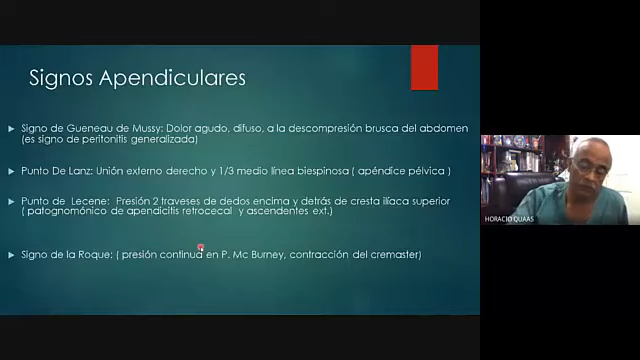 Signos Apendiculares
Signo de Gueneau de Mussy: Dolor agudo, difuso, a la descompresión brusca del abdomen
(es signo de peritonitis generalizada)
Punto De Lanz: Unión externo derecho y 1/3 medio línea biespinosa ( apéndice pélvica )
Punto de Lecene: Presión 2 traveses de dedos encima y detrás de cresta ilíaca superior
( patognomónico de apendicitis retrocecal y ascendentes ext.)
Signo de la Roque: ( presión continua en P. Mc Burney, contracción del cremaster)
HORACIO QUAAS